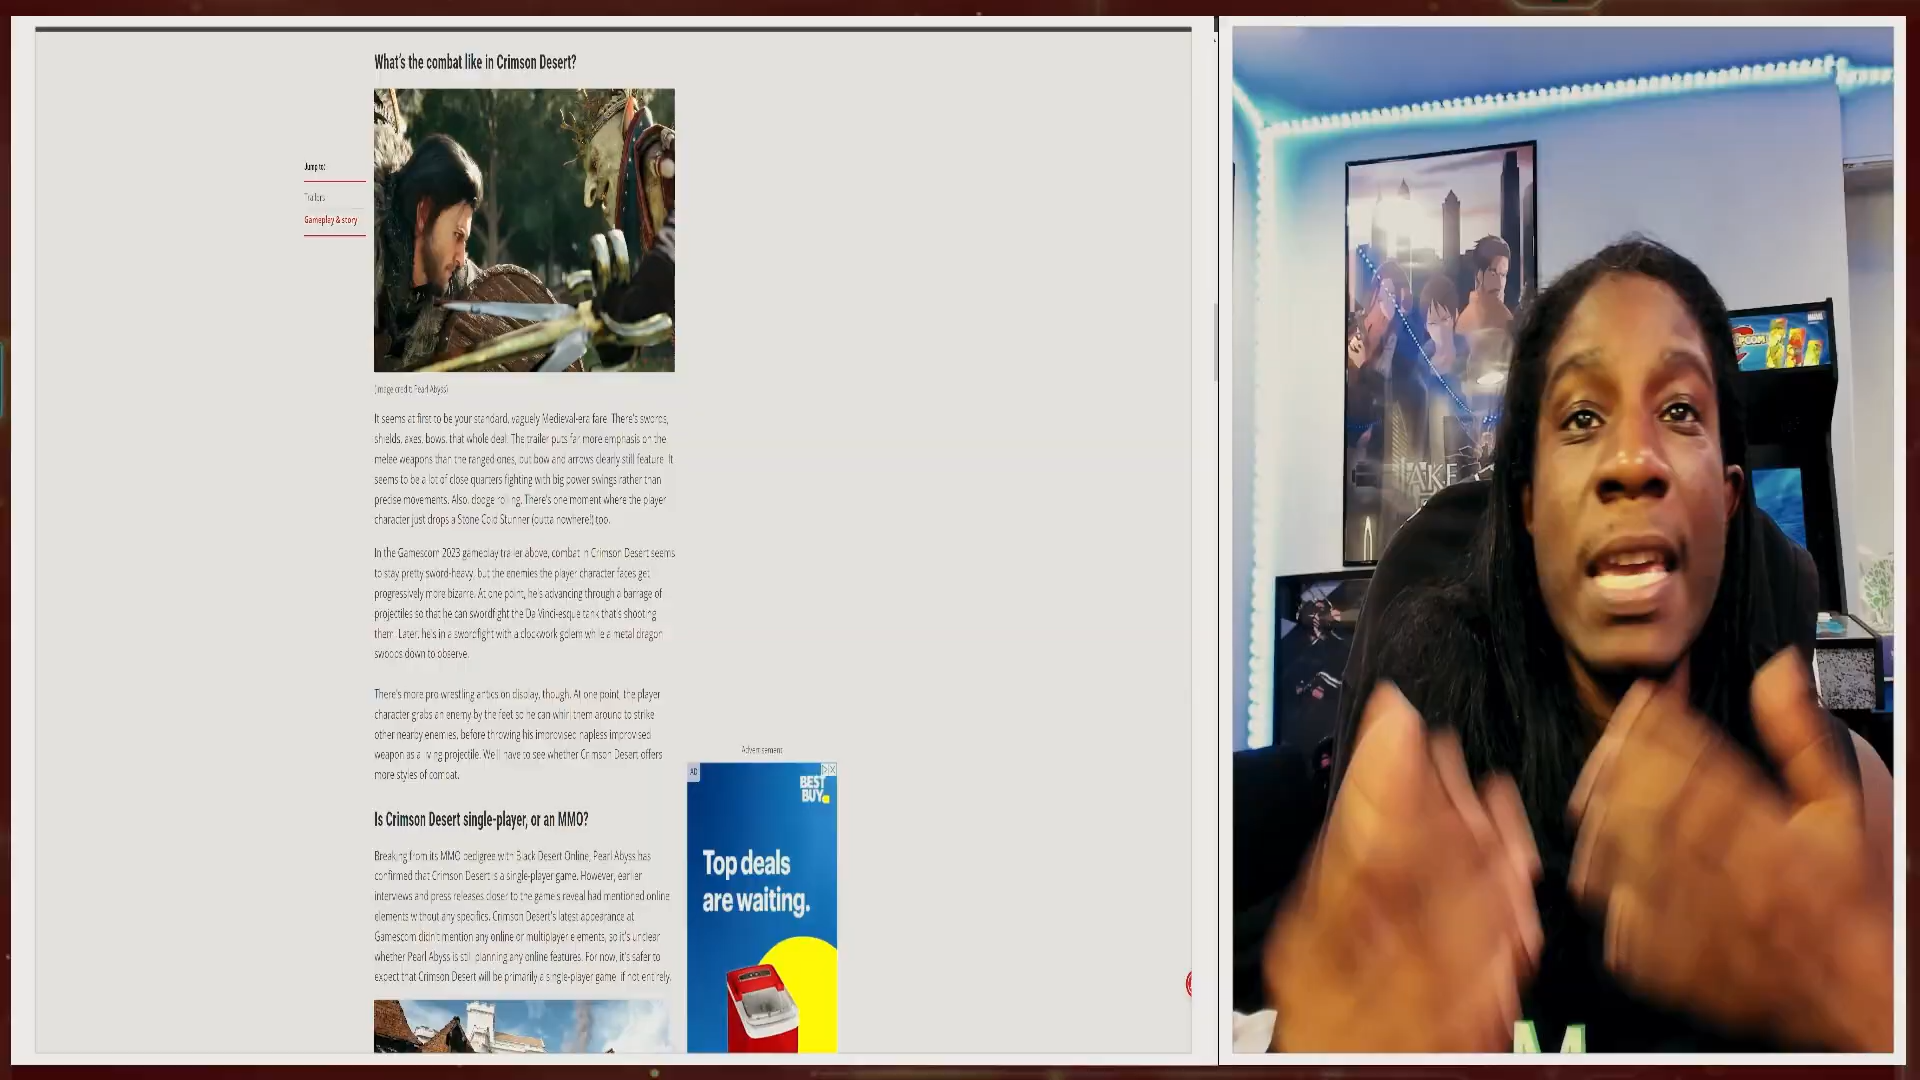 What's the combat like in Crimson Desert?
Jump to:
Trailers
Gameplay & story
(Image credit: Pearl Abyss)
It seems at first to be your standard, vaguely Medieval-era fare. There's swords,
shields, axes, bows, that whole deal. The trailer puts far more emphasis on the
melee weapons than the ranged ones, but bow and arrows clearly still feature. It
seems to be a lot of close quarters fighting with big power swings rather than
precise movements. Also, dodge rolling. There's one moment where the player
character just drops a Stone Cold Stunner (outta nowhere!) too.
In the Gamescom 2023 gameplay trailer above, combat in Crimson Desert seems
to stay pretty sword-heavy, but the enemies the player character faces get
progressively more bizarre. At one point, he's advancing through a barrage of
projectiles so that he can swordfight the Da Vinci-esque tank that's shooting
them. Later, he's in a swordfight with a clockwork golem while a metal dragon
swoops down to observe.
There's more pro wrestling antics on display, though. At one point, the player
character grabs an enemy by the feet so he can whirl them around to strike
other nearby enemies, before throwing his improvised hapless improvised
weapon as a living projectile. We'll have to see whether Crimson Desert offers
more styles of combat.
Is Crimson Desert single-player, or an MMO?
Breaking from its MMO pedigree with Black Desert Online, Pearl Abyss has
confirmed that Crimson Desert is a single-player game. However, earlier
interviews and press releases closer to the game's reveal had mentioned online
elements without any specifics. Crimson Desert's latest appearance at
Gamescom didn't mention any online or multiplayer elements, so it's unclear
whether Pearl Abyss is still planning any online features. For now, it's safer to
expect that Crimson Desert will be primarily a single-player game, if not entirely.
Advertisement
AD
BEST
BUY
Top deals
are waiting.
MARVEL
LAKE
M